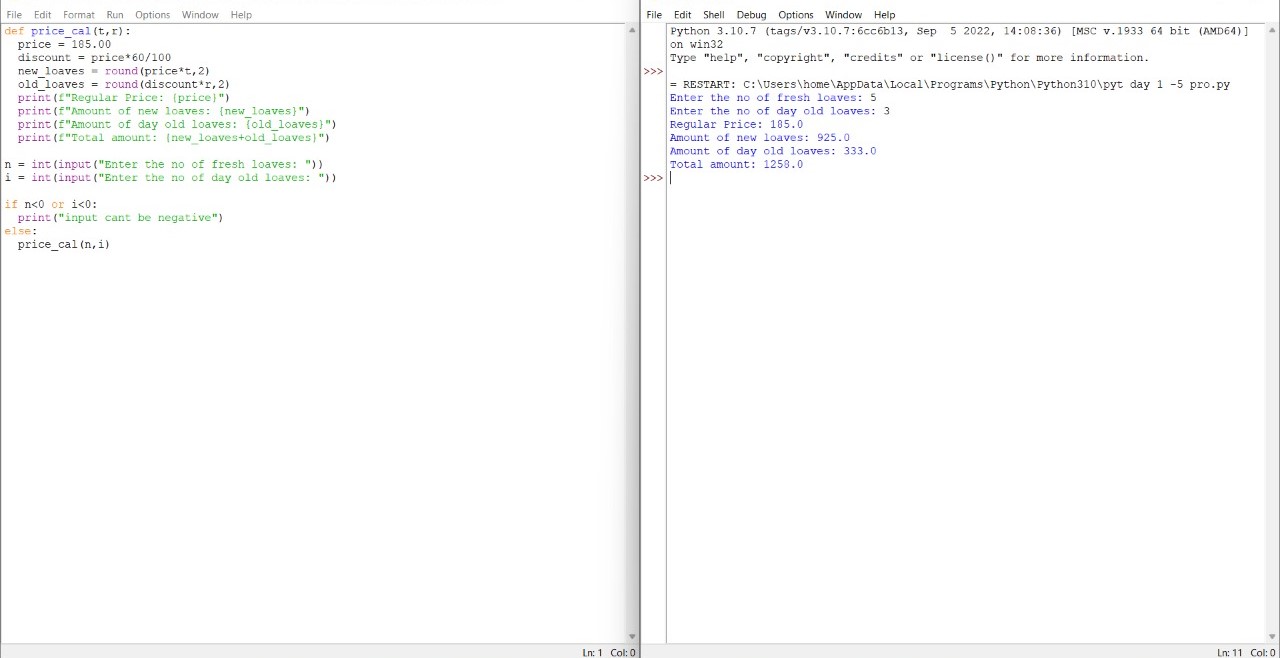 File Edit Format Run Options Window Help
def price_cal(t,r):
  price = 185.00
  discount = price*60/100
  new_loaves = round(price*t,2)
  old_loaves = round(discount*r,2)
  print(f"Regular Price: {price}")
  print(f"Amount of new loaves: {new_loaves}")
  print(f"Amount of day old loaves: {old_loaves}")
  print(f"Total amount: {new_loaves+old_loaves}")
n = int(input("Enter the no of fresh loaves: "))
i = int(input("Enter the no of day old loaves: "))
if n<0 or i<0:
  print("input cant be negative")
else:
  price_cal(n,i)
Ln: 1 Col: 0
File Edit Shell Debug Options Window Help
Python 3.10.7 (tags/v3.10.7:6cc6b13, Sep  5 2022, 14:08:36) [MSC v.1933 64 bit (AMD64)]
on win32
Type "help", "copyright", "credits" or "license()" for more information.
>>>
= RESTART: C:\Users\home\AppData\Local\Programs\Python\Python310\pyt day 1 -5 pro.py
Enter the no of fresh loaves: 5
Enter the no of day old loaves: 3
Regular Price: 185.0
Amount of new loaves: 925.0
Amount of day old loaves: 333.0
Total amount: 1258.0
>>>
Ln: 11 Col: 0